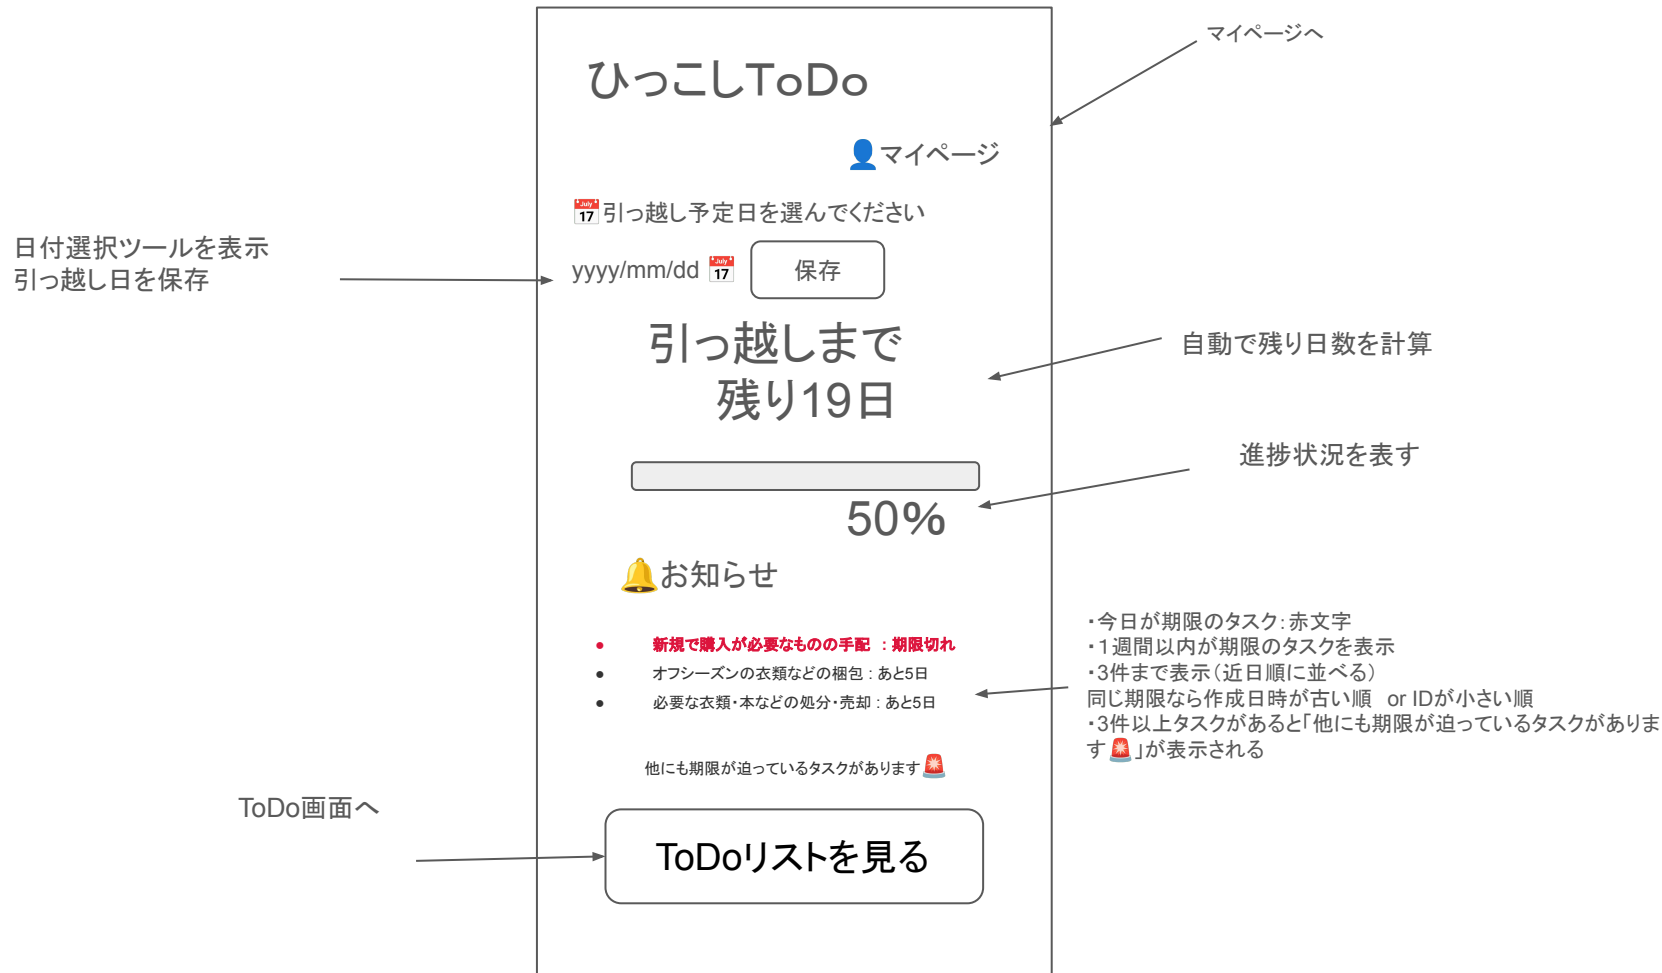 マイページへ
ひっこしToDo
👤マイページ
📅引っ越し予定日を選んでください
日付選択ツールを表示
引っ越し日を保存
yyyy/mm/dd 📅
保存
引っ越しまで
残り19日
自動で残り日数を計算
進捗状況を表す
50%
🔔お知らせ
● 新規で購入が必要なものの手配 : 期限切れ
● オフシーズンの衣類などの梱包 : あと5日
● 必要な衣類・本などの処分・売却 : あと5日
・今日が期限のタスク：赤文字
・1週間以内が期限のタスクを表示
・3件まで表示（近日順に並べる）
同じ期限なら作成日時が古い順 or IDが小さい順
・3件以上タスクがあると「他にも期限が迫っているタスクがありま
す🚨」が表示される
他にも期限が迫っているタスクがあります🚨
ToDo画面へ
ToDoリストを見る